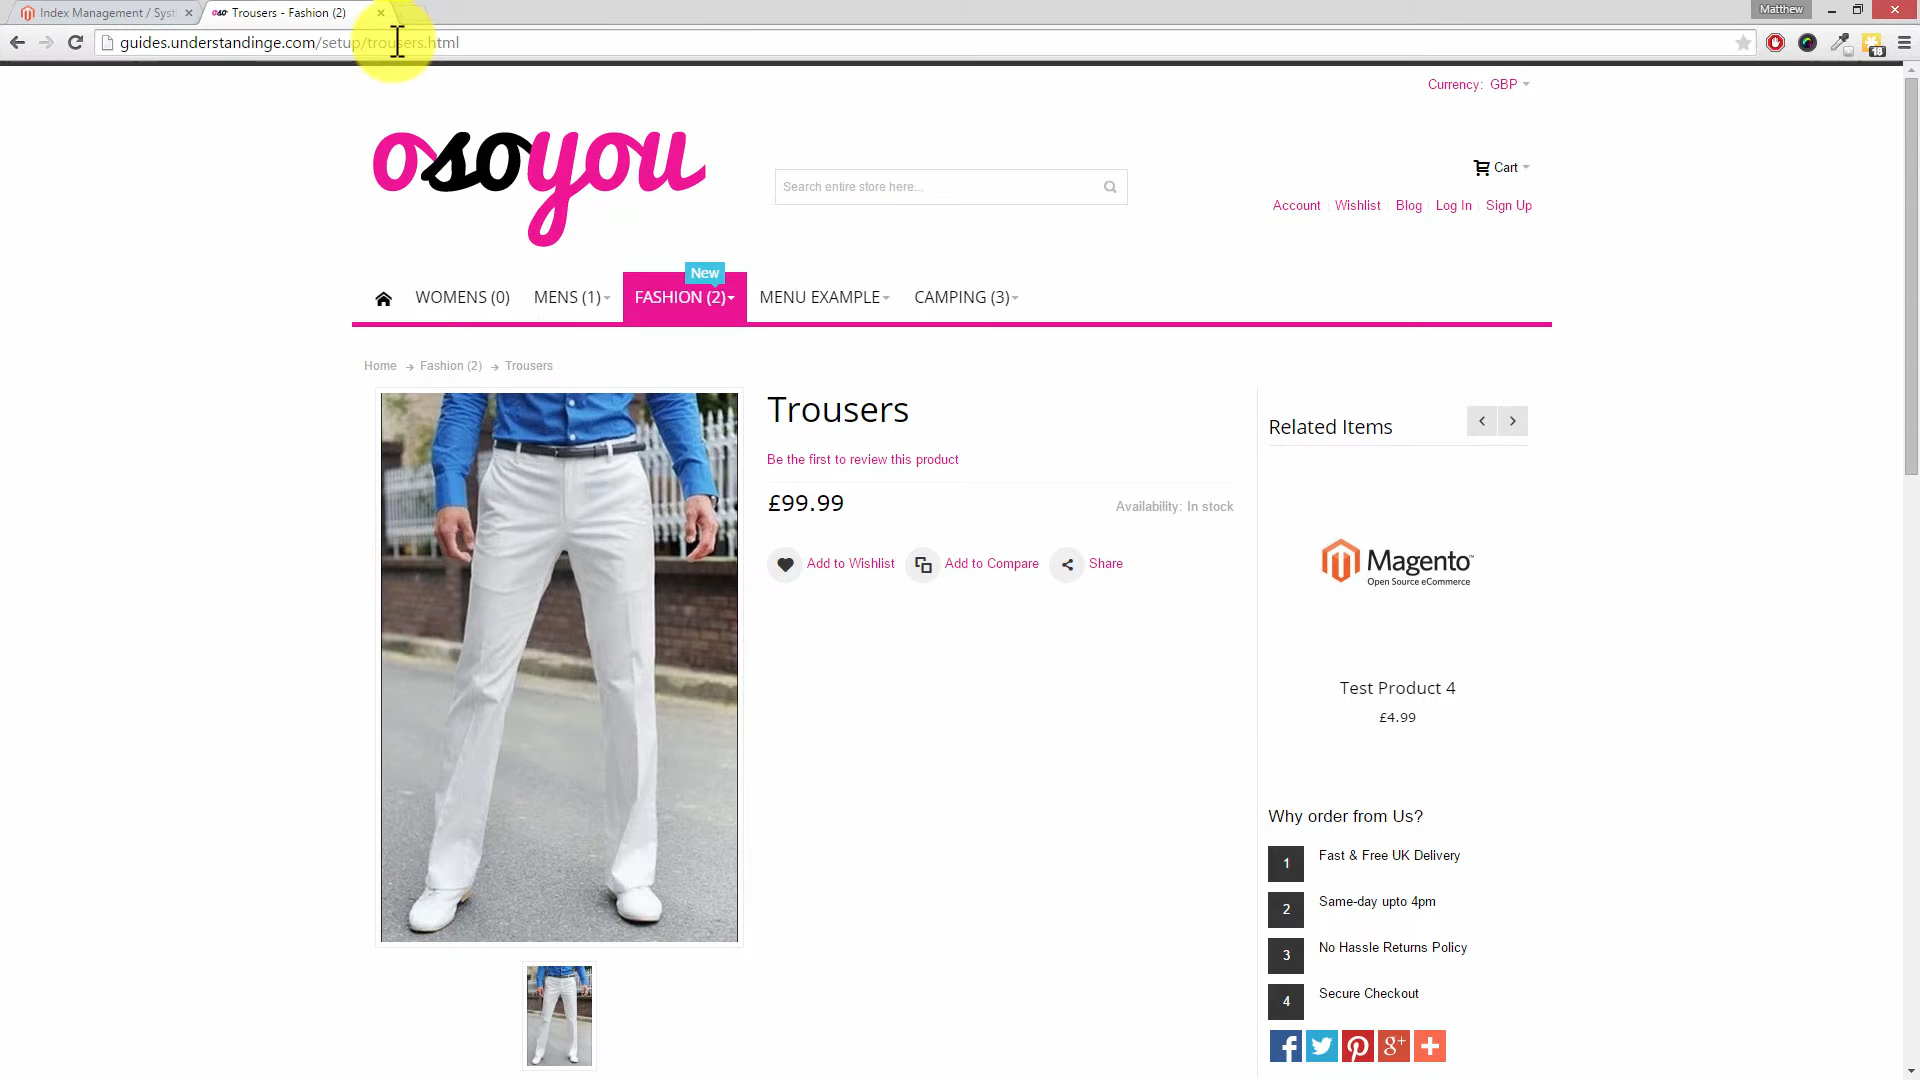 Index Management / Syst
Trousers - Fashion (2)
Matthew
guides.understandinge.com/setup/trousers.html
18
Currency: GBP
osoyou
Search entire store here...
Cart
Account
Wishlist
Blog
Log In
Sign Up
New
WOMENS (0)
MENS (1)
FASHION (2)
MENU EXAMPLE
CAMPING (3)
Home
Fashion (2)
Trousers
Trousers
Be the first to review this product
£99.99
Availability: In stock
Add to Wishlist
Add to Compare
Share
Related Items
Magento™
Open Source eCommerce
Test Product 4
£4.99
Why order from Us?
1 Fast & Free UK Delivery
2 Same-day upto 4pm
3 No Hassle Returns Policy
4 Secure Checkout